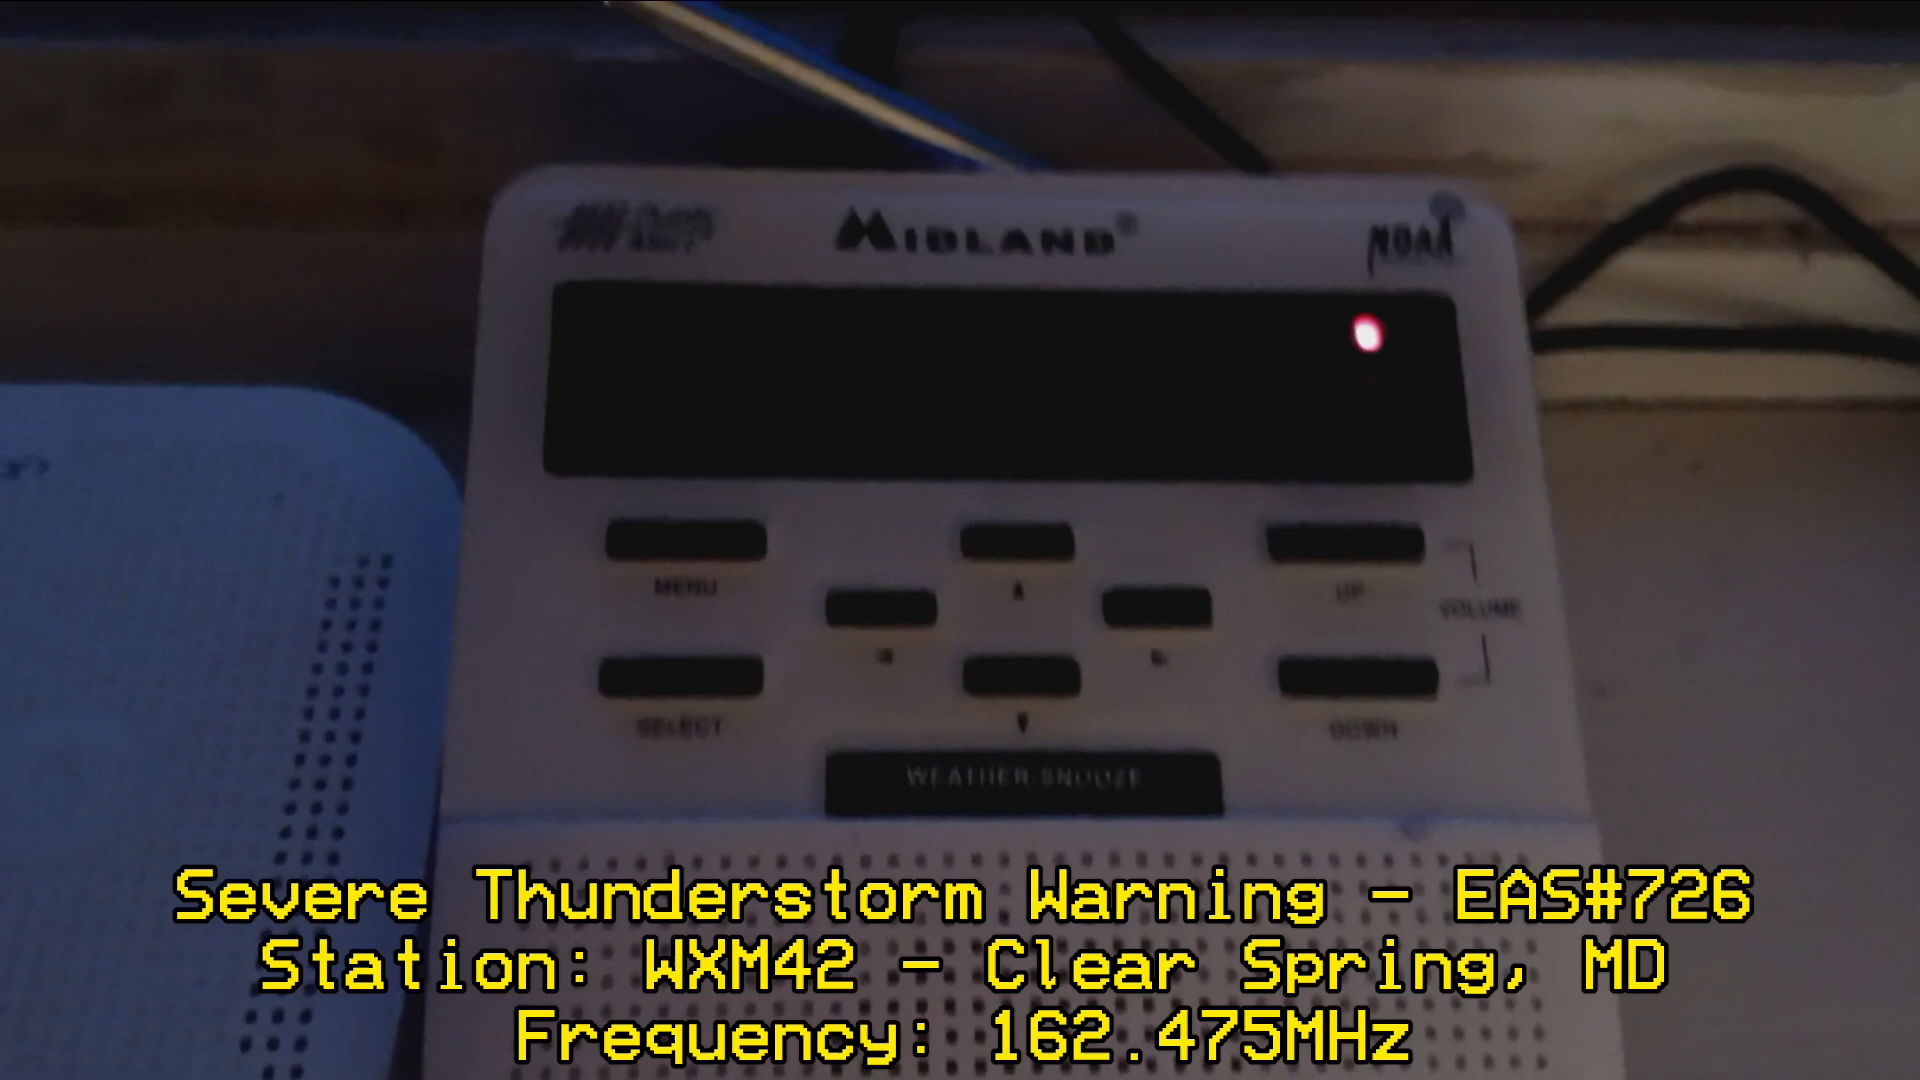 MIDLAND®
NOAA
MENU
UP
VOLUME
SELECT
DOWN
WEATHER/SNOOZE
Severe Thunderstorm Warning - EAS#726
Station: WXM42 - Clear Spring, MD
Frequency: 162.475MHz